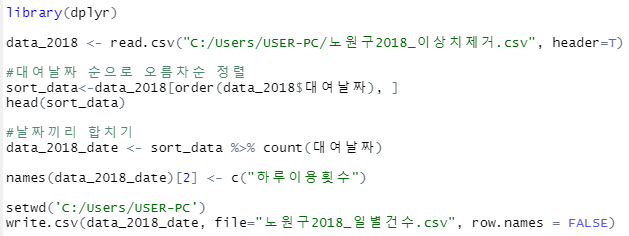 library(dplyr)
data_2018 <- read.csv("C:/Users/USER-PC/노원구2018_이상치제거.csv", header=T)
#대여날짜 순으로 오름차순 정렬
sort_data<-data_2018[order(data_2018$대여날짜), ]
head(sort_data)
#날짜끼리 합치기
data_2018_date <- sort_data %>% count(대여날짜)
names(data_2018_date)[2] <- c("하루이용횟수")
setwd('C:/Users/USER-PC')
write.csv(data_2018_date, file="노원구2018_일별건수.csv", row.names = FALSE)